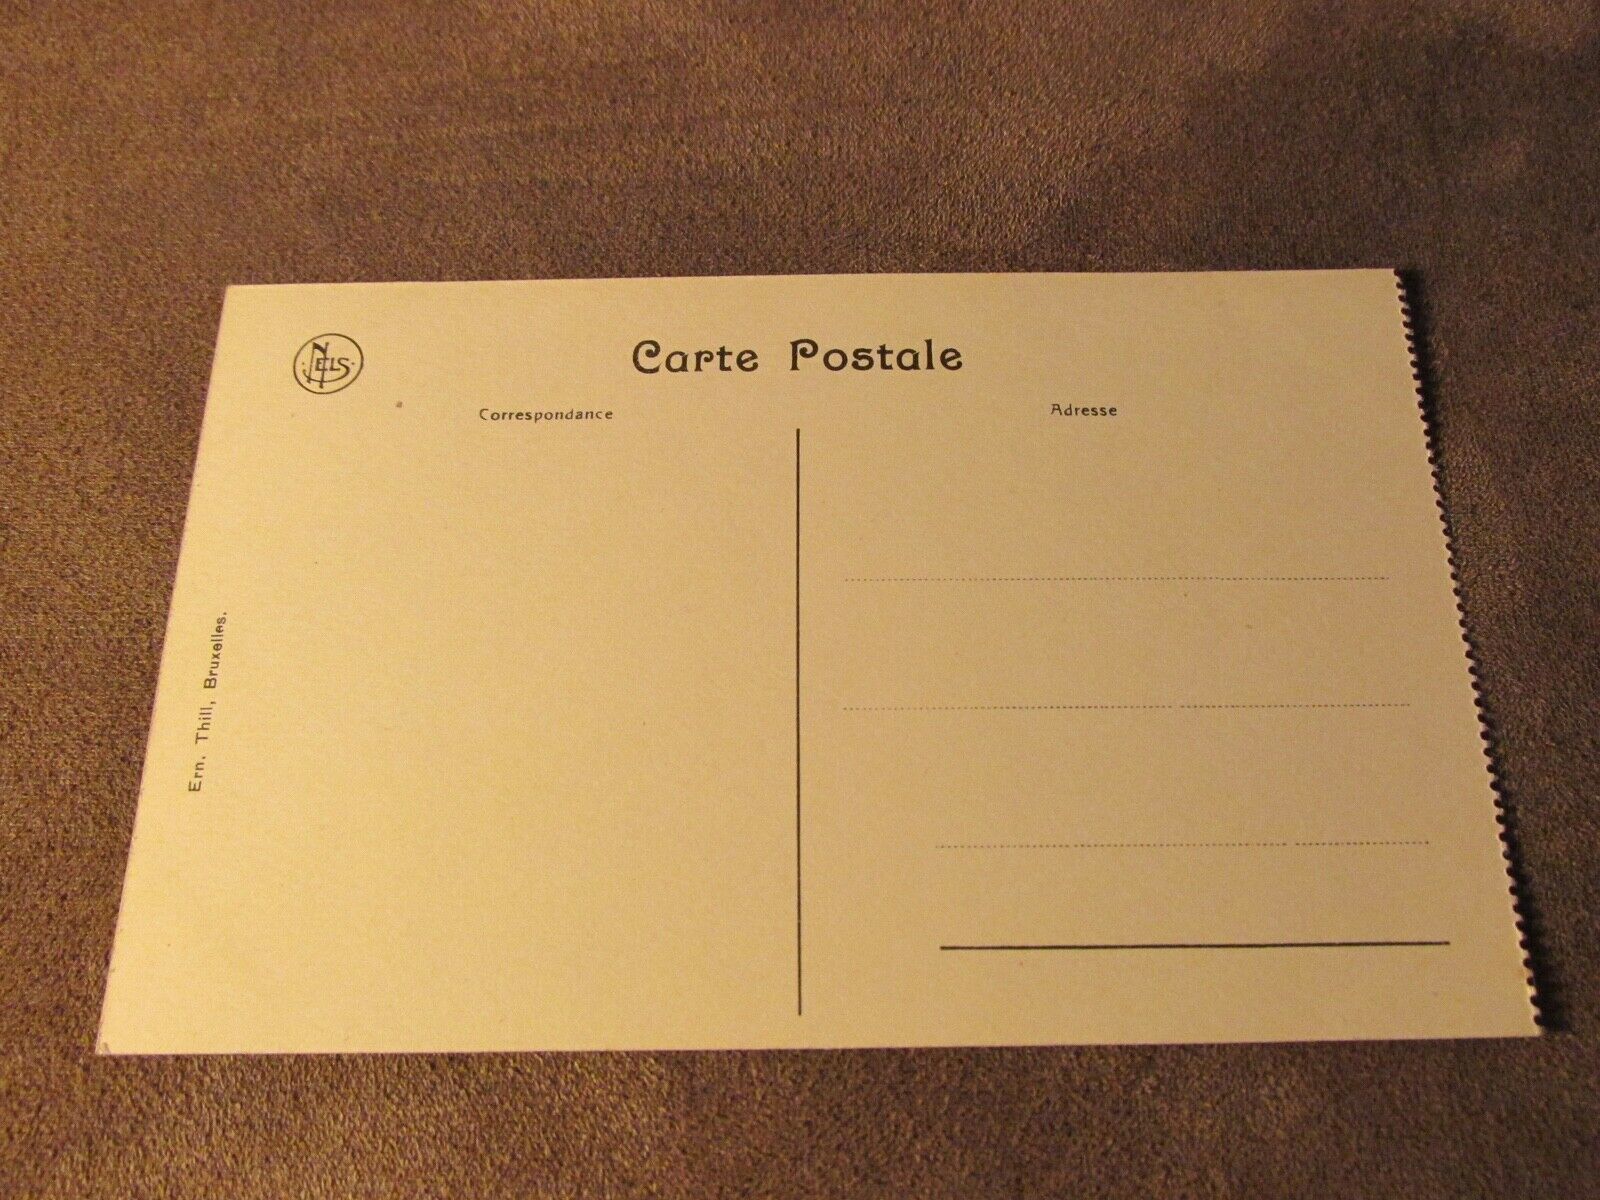 NELS
Carte Postale
Correspondance
Adresse
Ern. Thill, Bruxelles.